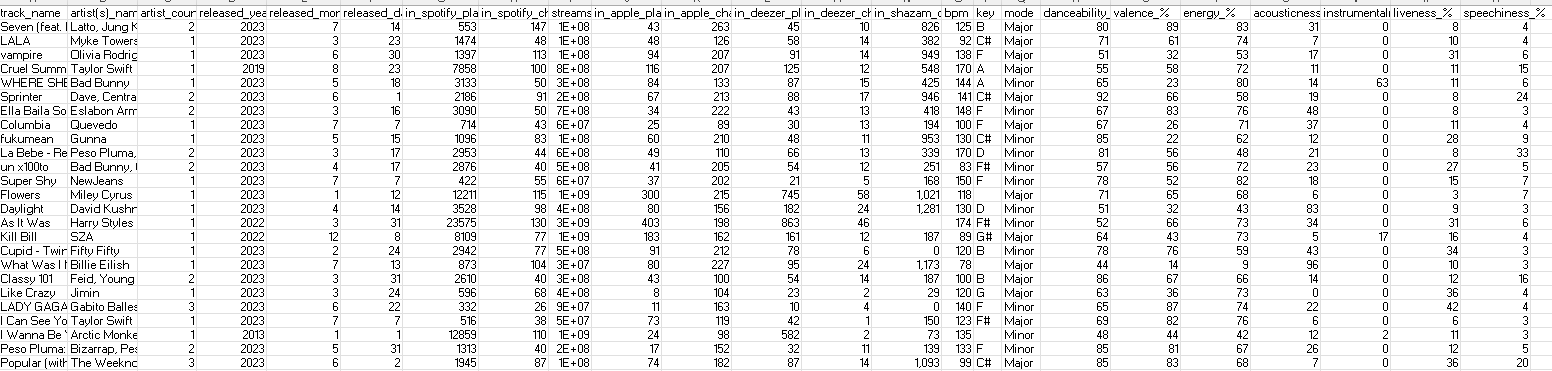 track_name artist(s)_nam artist_cour released_yea released_mor released_da in_spotify_pla in_spotify_ch streams in_apple_pla in_apple_cha in_deezer_pl in_deezer_ch in_shazam_c bpm key mode danceability_ valence_% energy_% acousticness instrumentali liveness_% speechiness_%
Seven (feat. Latto, Jung K 2 2023 7 14 553 147 1E+08 43 263 45 10 826 125 B Major 80 89 83 31 0 8 4
LALA Myke Towers 1 2023 3 23 1474 48 1E+08 48 126 58 14 382 92 C# Major 71 61 74 7 0 10 4
vampire Olivia Rodrig 1 2023 6 30 1397 113 1E+08 94 207 91 14 949 138 F Major 51 32 53 17 0 31 6
Cruel Summ Taylor Swift 1 2019 8 23 7858 100 8E+08 116 207 125 12 548 170 A Major 55 58 72 11 0 11 15
WHERE SHE Bad Bunny 1 2023 5 18 3133 50 3E+08 84 133 87 15 425 144 A Minor 65 23 80 14 63 11 6
Sprinter Dave, Centra 2 2023 6 1 2186 91 2E+08 67 213 88 17 946 141 C# Major 92 66 58 19 0 8 24
Ella Baila So Eslabon Arm 2 2023 3 16 3090 50 7E+08 34 222 43 13 418 148 F Minor 67 83 76 48 0 8 3
Columbia Quevedo 1 2023 7 7 714 43 6E+07 25 89 30 13 194 100 F Major 67 26 71 37 0 11 4
fukumean Gunna 1 2023 5 15 1096 83 1E+08 60 210 48 11 953 130 C# Minor 85 22 62 12 0 28 9
La Bebe - Re Peso Pluma, 2 2023 3 17 2953 44 6E+08 49 110 66 13 339 170 D Minor 81 56 48 21 0 8 33
un x100to Bad Bunny, 2 2023 4 17 2876 40 5E+08 41 205 54 12 251 83 F# Minor 57 56 72 23 0 27 5
Super Shy NewJeans 1 2023 7 7 422 55 6E+07 37 202 21 5 168 150 F Minor 78 52 82 18 0 15 7
Flowers Miley Cyrus 1 2023 1 12 12211 115 1E+09 300 215 745 58 1,021 118 Major 71 65 68 6 0 3 7
Daylight David Kushn 1 2023 4 14 3528 98 4E+08 80 156 182 24 1,281 130 D Minor 51 32 43 83 0 9 3
As It Was Harry Styles 1 2022 3 31 23575 130 3E+09 403 198 863 46 174 F# Minor 52 66 73 34 0 31 6
Kill Bill SZA 1 2022 12 8 8109 77 1E+09 183 162 161 12 187 89 G# Major 64 43 73 5 17 16 4
Cupid - Twin Fifty Fifty 1 2023 2 24 2942 77 5E+08 91 212 78 6 0 120 B Minor 78 76 59 43 0 34 3
What Was I Billie Eilish 1 2023 7 13 873 104 3E+07 80 227 95 24 1,173 78 Major 44 14 9 96 0 10 3
Classy 101 Feid, Young 2 2023 3 31 2610 40 3E+08 43 100 54 14 187 100 B Major 86 67 66 14 0 12 16
Like Crazy Jimin 1 2023 3 24 596 68 4E+08 8 104 23 2 29 120 G Major 63 36 73 0 0 36 4
LADY GAGA Gabito Balles 3 2023 6 22 332 26 9E+07 11 163 10 4 0 140 F Minor 65 87 74 22 0 42 4
I Can See Yo Taylor Swift 1 2023 7 7 516 38 5E+07 73 119 42 1 150 123 F# Major 69 82 76 6 0 6 3
I Wanna Be Arctic Monke 1 2013 1 1 12859 110 1E+09 24 98 582 2 73 135 Minor 48 44 42 12 2 11 3
Peso Pluma: Bizarrap, Pes 2 2023 5 31 1313 40 2E+08 17 152 32 11 139 133 F Minor 85 81 67 26 0 12 5
Popular (with The Weekno 3 2023 6 2 1945 87 1E+08 74 182 87 14 1,093 99 C# Major 85 83 68 7 0 36 20